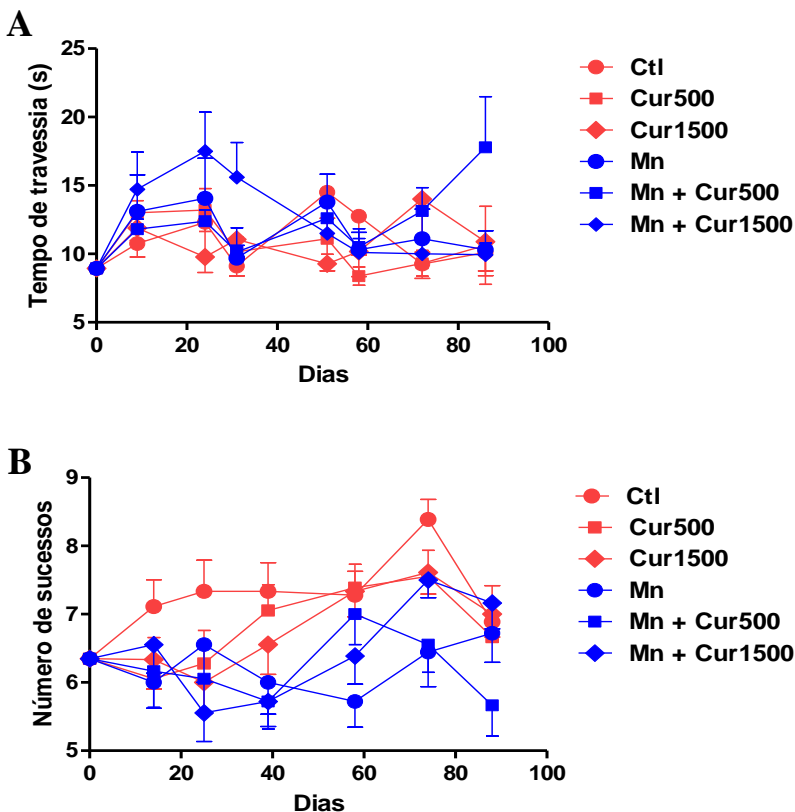 A
Tempo de travessia (s)
25
20
15
10
5
0
20
40
60
80
100
Dias
Ctl
Cur500
Cur1500
Mn
Mn + Cur500
Mn + Cur1500
B
Número de sucessos
9
8
7
6
5
0
20
40
60
80
100
Dias
Ctl
Cur500
Cur1500
Mn
Mn + Cur500
Mn + Cur1500